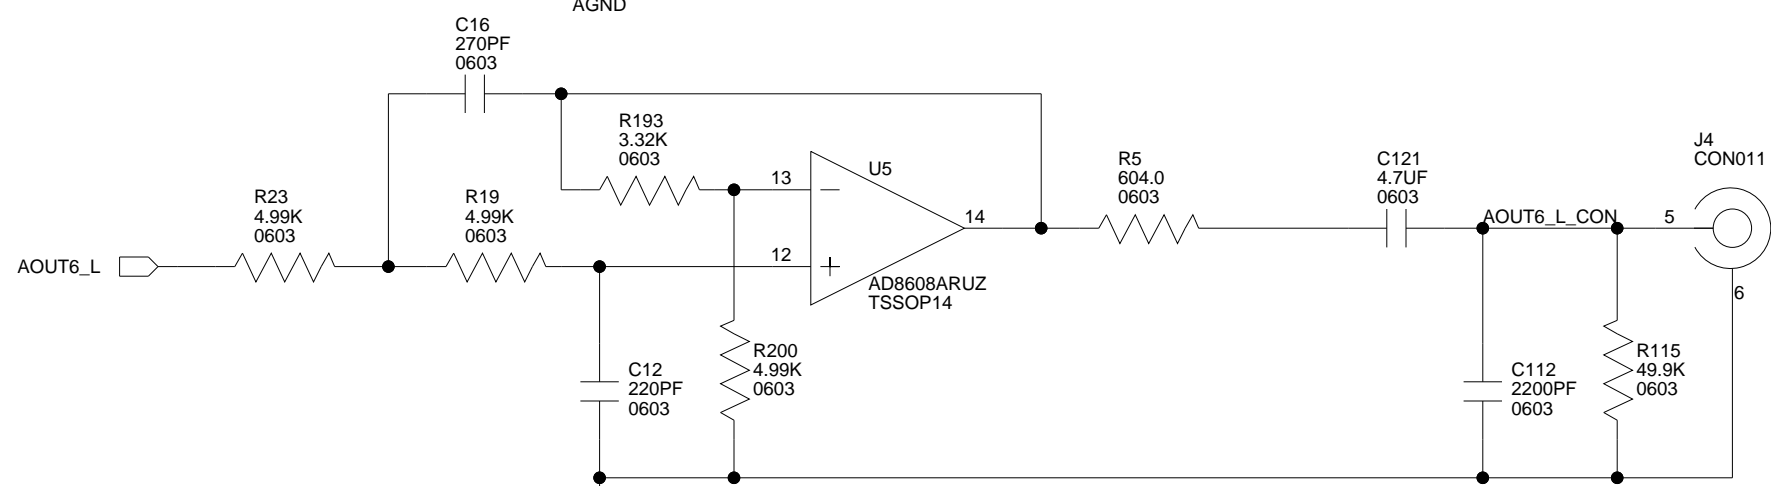 AGND
C16
270PF
0603
R193
3.32K
0603
J4
CON011
R5
604.0
0603
C121
4.7UF
0603
U5
13
R23
4.99K
0603
R19
4.99K
0603
14
AOUT6_L_CON
5
12
AOUT6_L
AD8608ARUZ
TSSOP14
6
R200
4.99K
0603
C12
220PF
0603
C112
2200PF
0603
R115
49.9K
0603